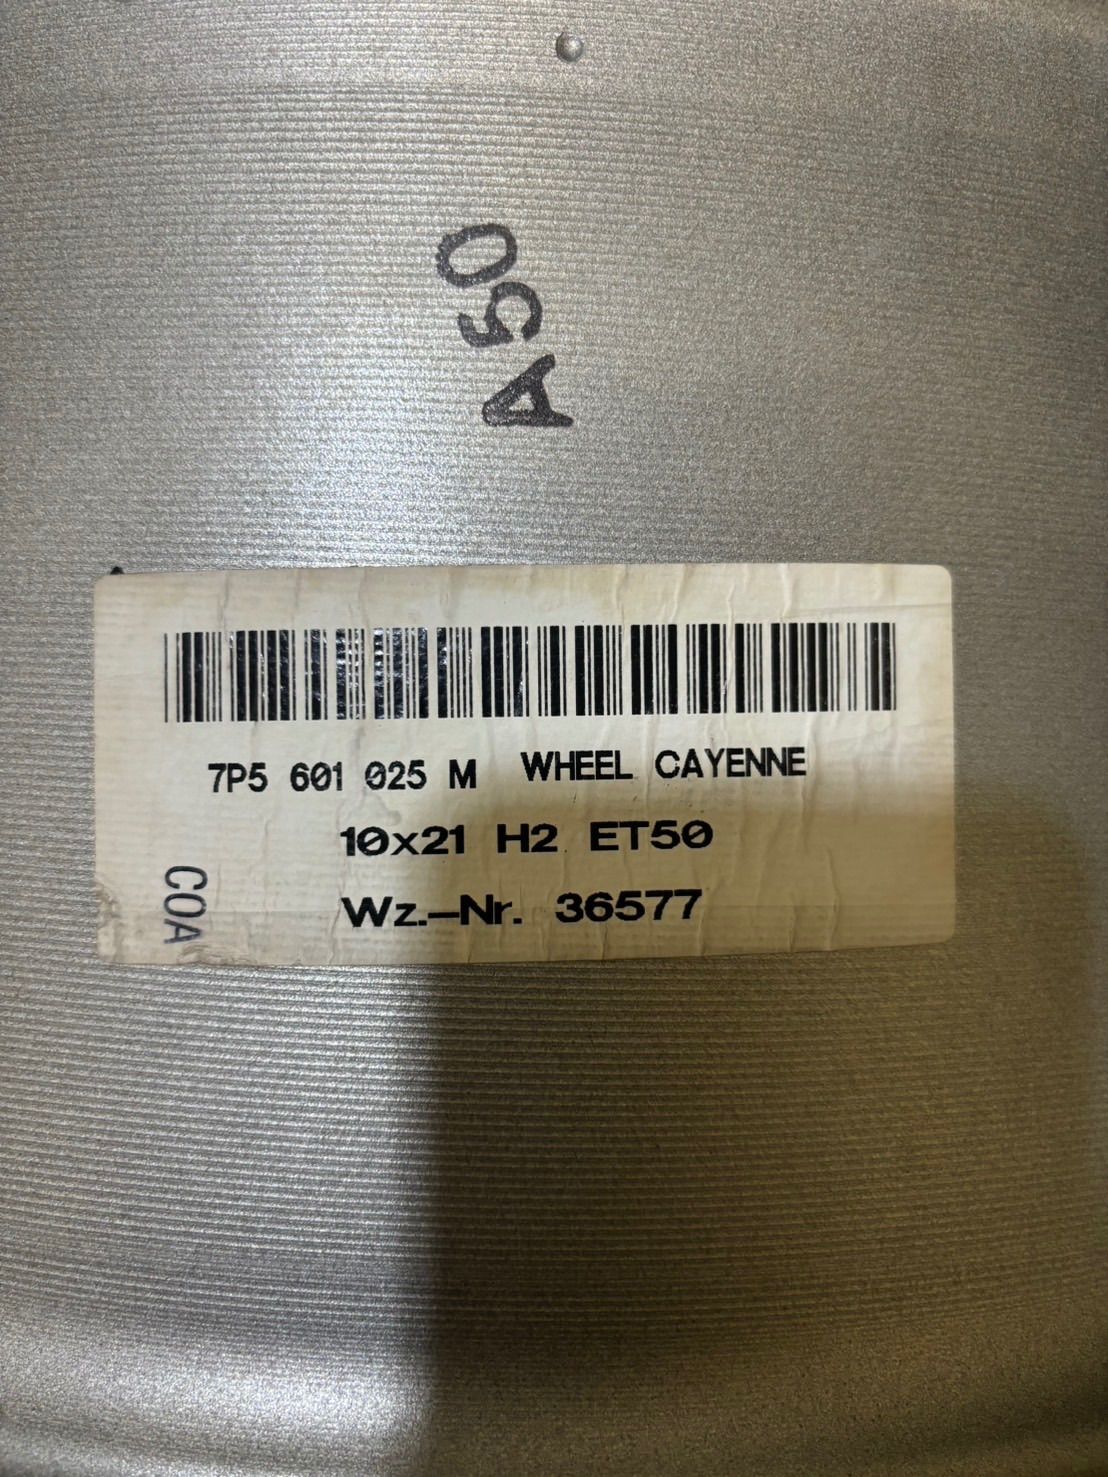 A50
7P5 601 025 M WHEEL CAYENNE
10x21 H2 ET50
Wz.-Nr. 36577
COA